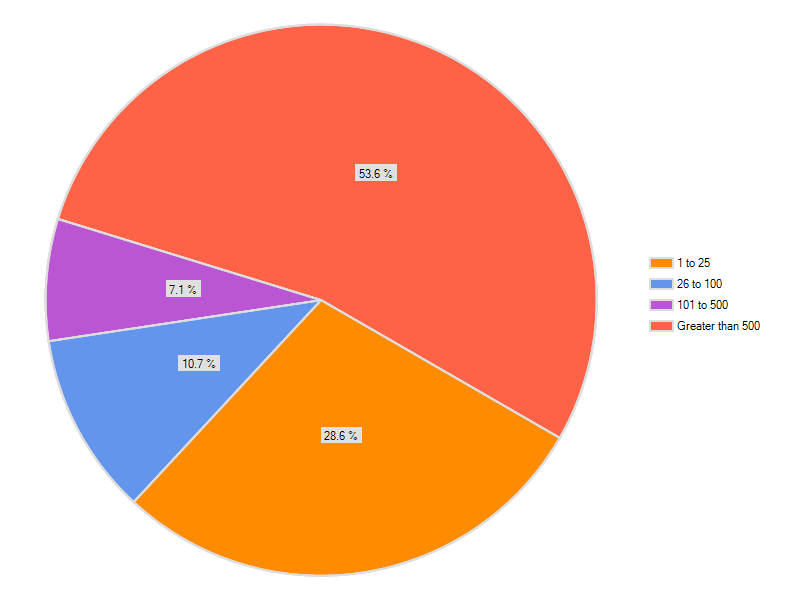 53.6 %
7.1 %
10.7 %
28.6 %
1 to 25
26 to 100
101 to 500
Greater than 500